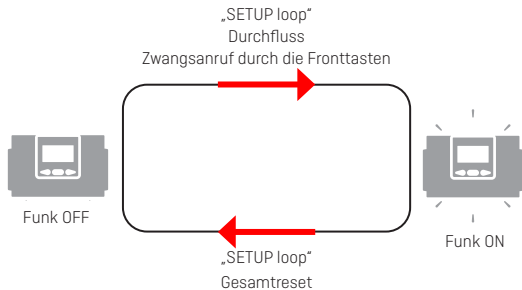 „SETUP loop“
Durchfluss
Zwangsanruf durch die Fronttasten
Funk OFF
Funk ON
„SETUP loop“
Gesamtreset